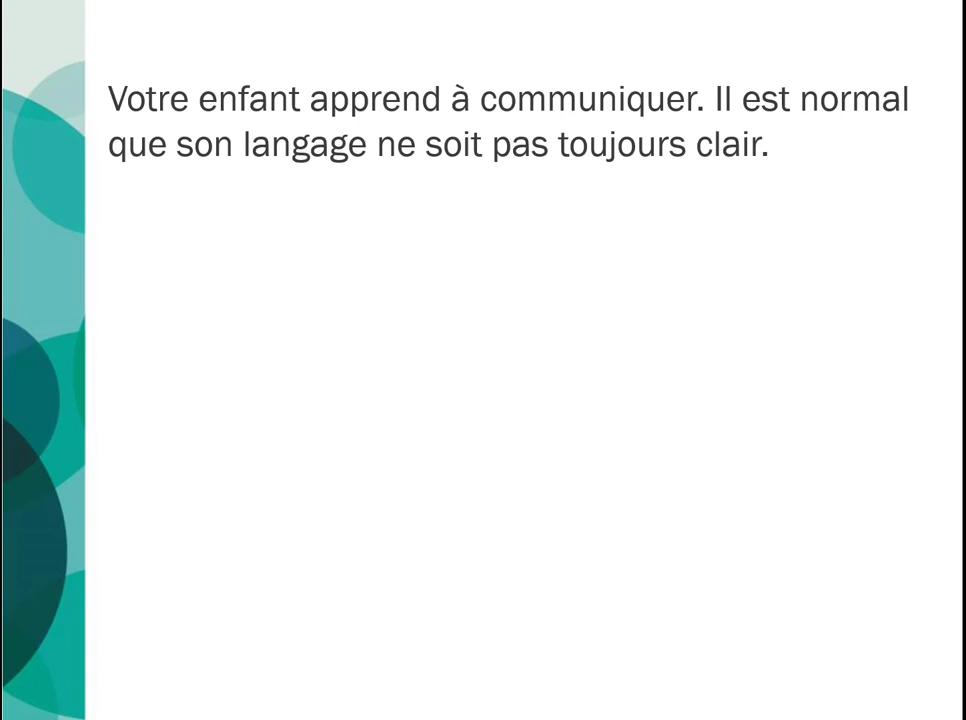 Votre enfant apprend à communiquer. Il est normal
que son langage ne soit pas toujours clair.